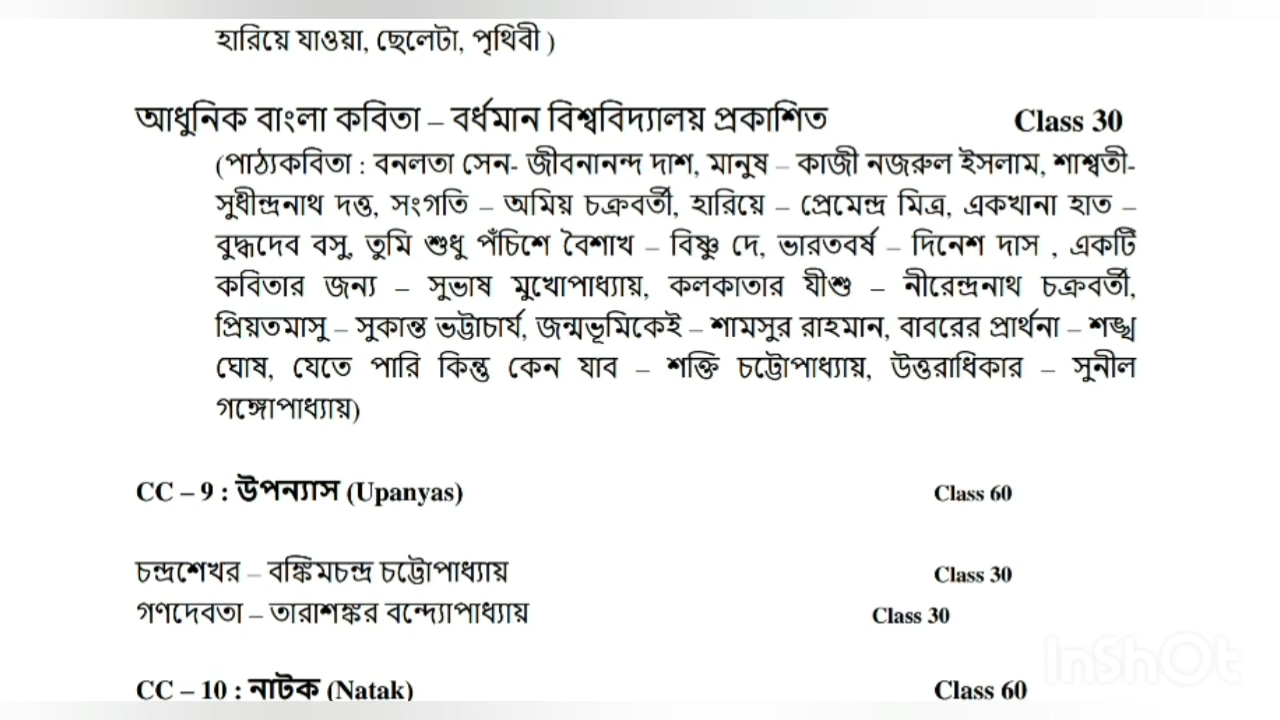 হারিয়ে যাওয়া, ছেলেটা, পৃথিবী )
আধুনিক বাংলা কবিতা – বর্ধমান বিশ্ববিদ্যালয় প্রকাশিত Class 30
(পাঠ্যকবিতা : বনলতা সেন- জীবনানন্দ দাশ, মানুষ – কাজী নজরুল ইসলাম, শাশ্বতী-
সুধীন্দ্রনাথ দত্ত, সংগতি – অমিয় চক্রবর্তী, হারিয়ে – প্রেমেন্দ্র মিত্র, একখানা হাত –
বুদ্ধদেব বসু, তুমি শুধু পঁচিশে বৈশাখ – বিষ্ণু দে, ভারতবর্ষ – দিনেশ দাস , একটি
কবিতার জন্য – সুভাষ মুখোপাধ্যায়, কলকাতার যীশু – নীরেন্দ্রনাথ চক্রবর্তী,
প্রিয়তমাসু – সুকান্ত ভট্টাচার্য, জন্মভূমিকেই – শামসুর রাহমান, বাবরের প্রার্থনা – শঙ্খ
ঘোষ, যেতে পারি কিন্তু কেন যাব – শক্তি চট্টোপাধ্যায়, উত্তরাধিকার – সুনীল
গঙ্গোপাধ্যায়)
CC – 9 : উপন্যাস (Upanyas) Class 60
চন্দ্রশেখর – বঙ্কিমচন্দ্র চট্টোপাধ্যায় Class 30
গণদেবতা – তারাশঙ্কর বন্দ্যোপাধ্যায় Class 30
InShOt
CC – 10 : নাটক (Natak) Class 60